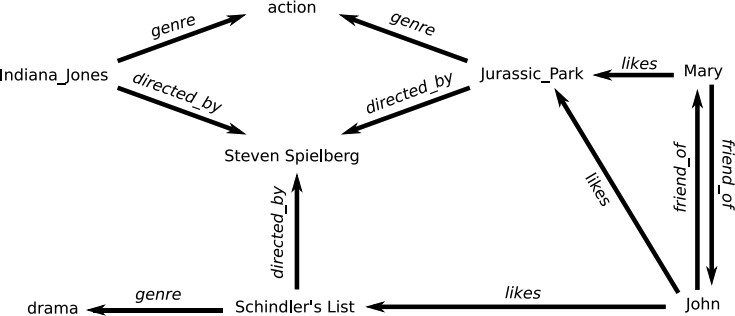 action
genre
genre
Indiana_Jones
directed_by
directed_by
Jurassic_Park
likes
Mary
Steven Spielberg
directed_by
likes
friend_of
friend_of
drama
genre
Schindler's List
likes
John